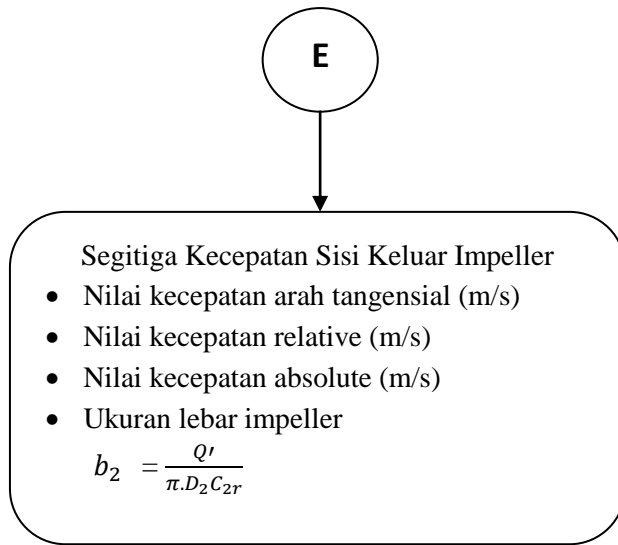 E
Segitiga Kecepatan Sisi Keluar Impeller
• Nilai kecepatan arah tangensial (m/s)
• Nilai kecepatan relative (m/s)
• Nilai kecepatan absolute (m/s)
• Ukuran lebar impeller
b₂ = Q′ / π.D₂C₂ᵣ